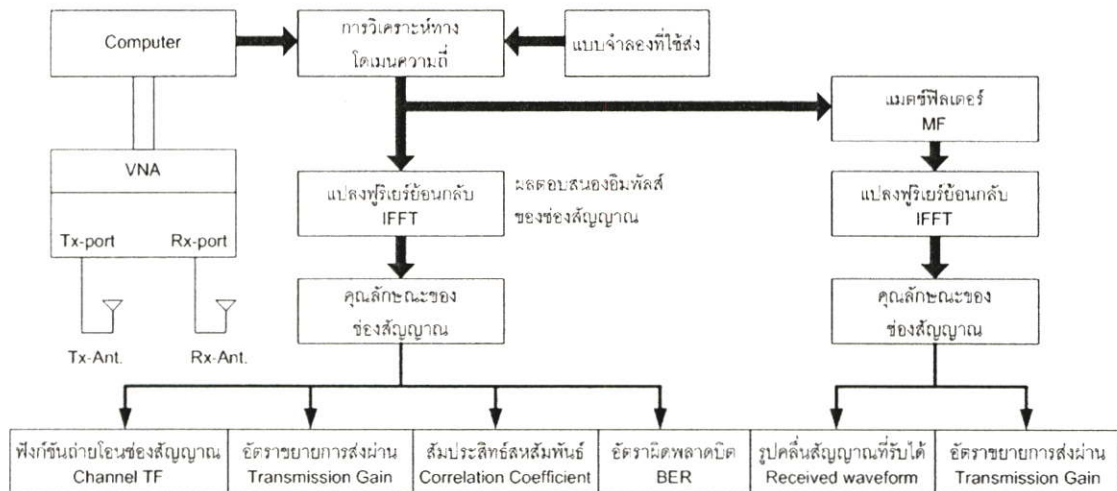 Computer
การวิเคราะห์ทาง
โดเมนความถี่
แบบจำลองที่ใช้ส่ง
แมตซ์ฟิลเตอร์
MF
VNA
Tx-port
Rx-port
Tx-Ant.
Rx-Ant.
แปลงฟูริเยร์ย้อนกลับ
IFFT
ผลตอบสนองอิมพัลส์
ของช่องสัญญาณ
แปลงฟูริเยร์ย้อนกลับ
IFFT
คุณลักษณะของ
ช่องสัญญาณ
คุณลักษณะของ
ช่องสัญญาณ
ฟังก์ชันถ่ายโอนช่องสัญญาณ
Channel TF
อัตราขยายการส่งผ่าน
Transmission Gain
สัมประสิทธ์สหสัมพันธ์
Correlation Coefficient
อัตราผิดพลาดบิต
BER
รูปคลื่นสัญญาณที่รับได้
Received waveform
อัตราขยายการส่งผ่าน
Transmission Gain